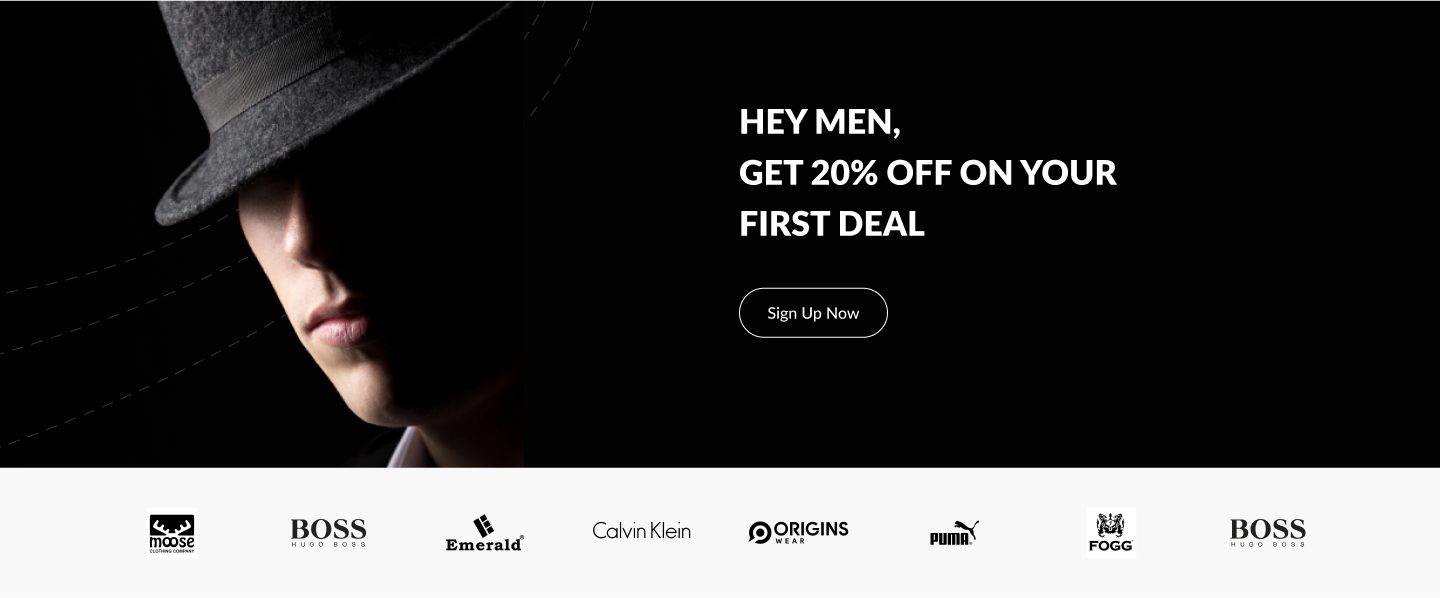 HEY MEN,
GET 20% OFF ON YOUR
FIRST DEAL
Sign Up Now
moose
CLOTHING COMPANY
BOSS
HUGO BOSS
Emerald®
Calvin Klein
ORIGINS
WEAR
PUMA®
FOGG
BOSS
HUGO BOSS